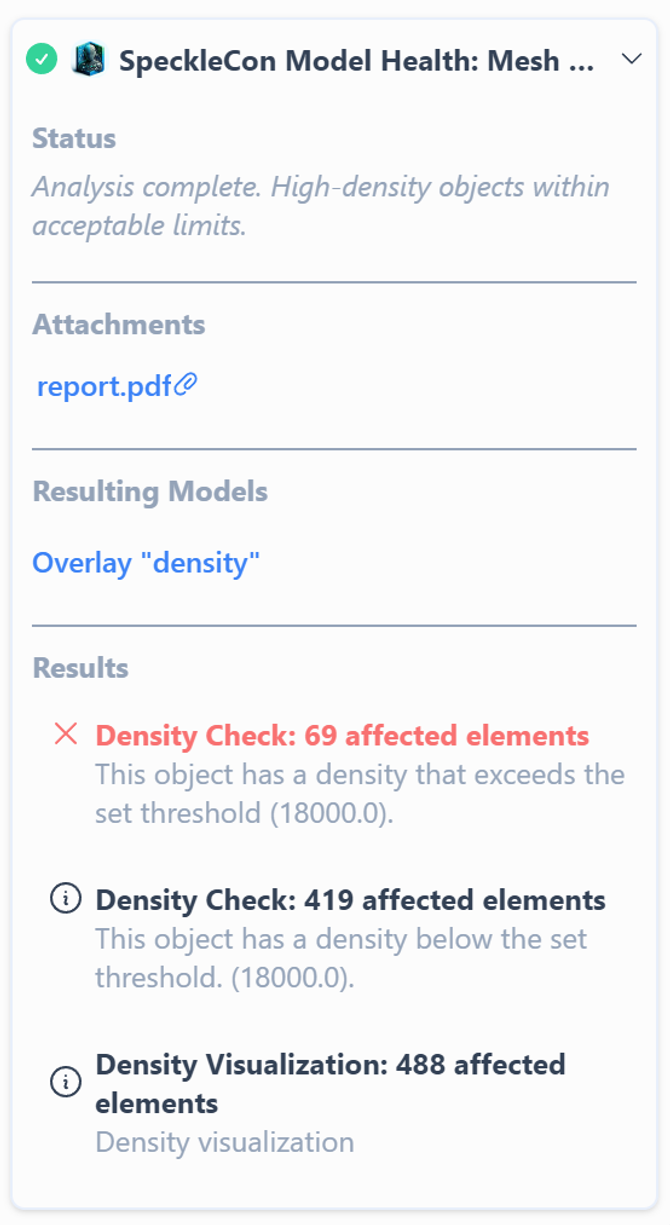 SpeckleCon Model Health: Mesh ...
Status
Analysis complete. High-density objects within
acceptable limits.
Attachments
report.pdf
Resulting Models
Overlay "density"
Results
Density Check: 69 affected elements
This object has a density that exceeds the
set threshold (18000.0).
Density Check: 419 affected elements
This object has a density below the set
threshold. (18000.0).
Density Visualization: 488 affected
elements
Density visualization